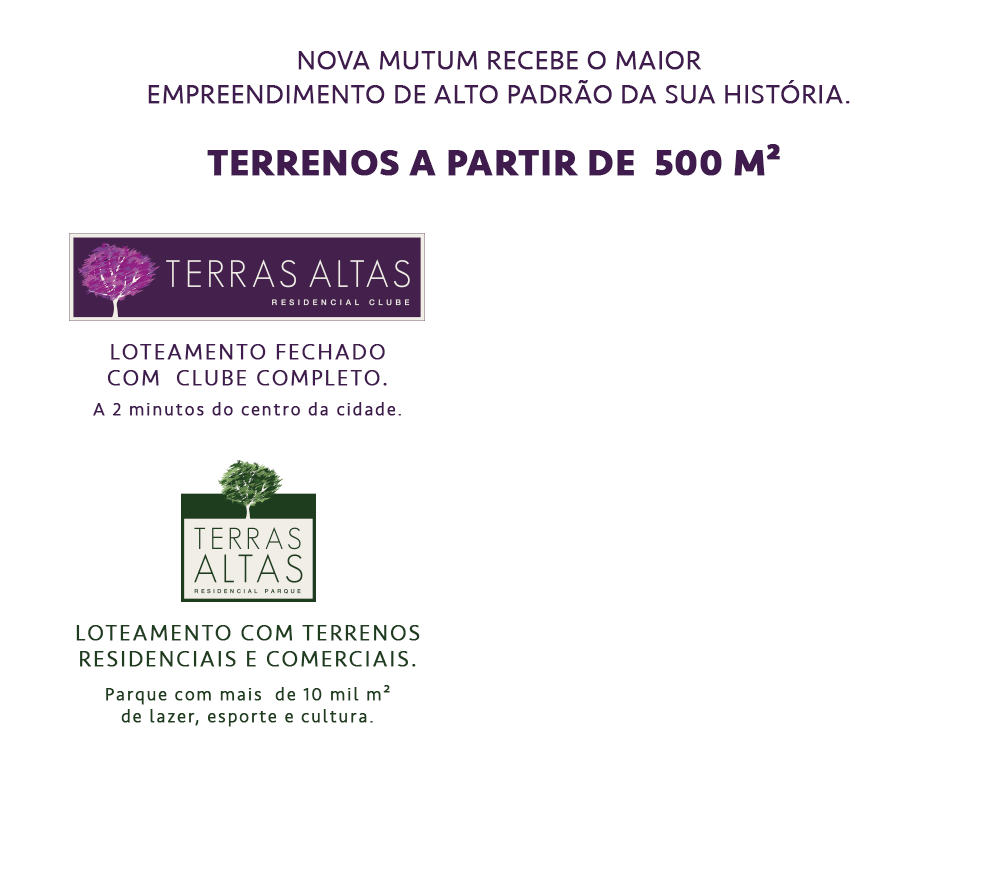 NOVA MUTUM RECEBE O MAIOR
EMPREENDIMENTO DE ALTO PADRÃO DA SUA HISTÓRIA.
TERRENOS A PARTIR DE 500 M²
TERRAS ALTAS
RESIDENCIAL CLUBE
LOTEAMENTO FECHADO
COM CLUBE COMPLETO.
A 2 minutos do centro da cidade.
TERRAS
ALTAS
RESIDENCIAL PARQUE
LOTEAMENTO COM TERRENOS
RESIDENCIAIS E COMERCIAIS.
Parque com mais de 10 mil m²
de lazer, esporte e cultura.